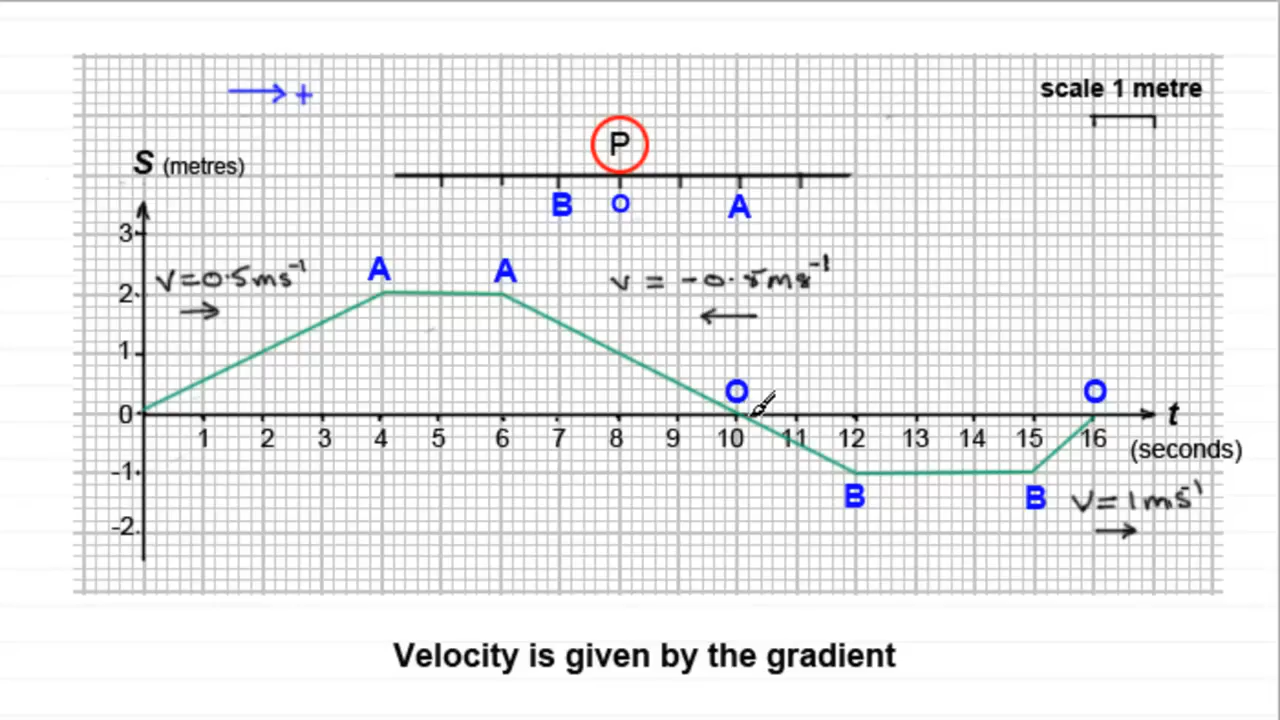 → +
scale 1 metre
P
S (metres)
B O A
3
A A
v=0.5ms⁻¹ v = -0.5ms⁻¹
2
1
O O
0
t
1 2 3 4 5 6 7 8 9 10 11 12 13 14 15 16
(seconds)
-1
B B v=1ms⁻¹
-2
Velocity is given by the gradient